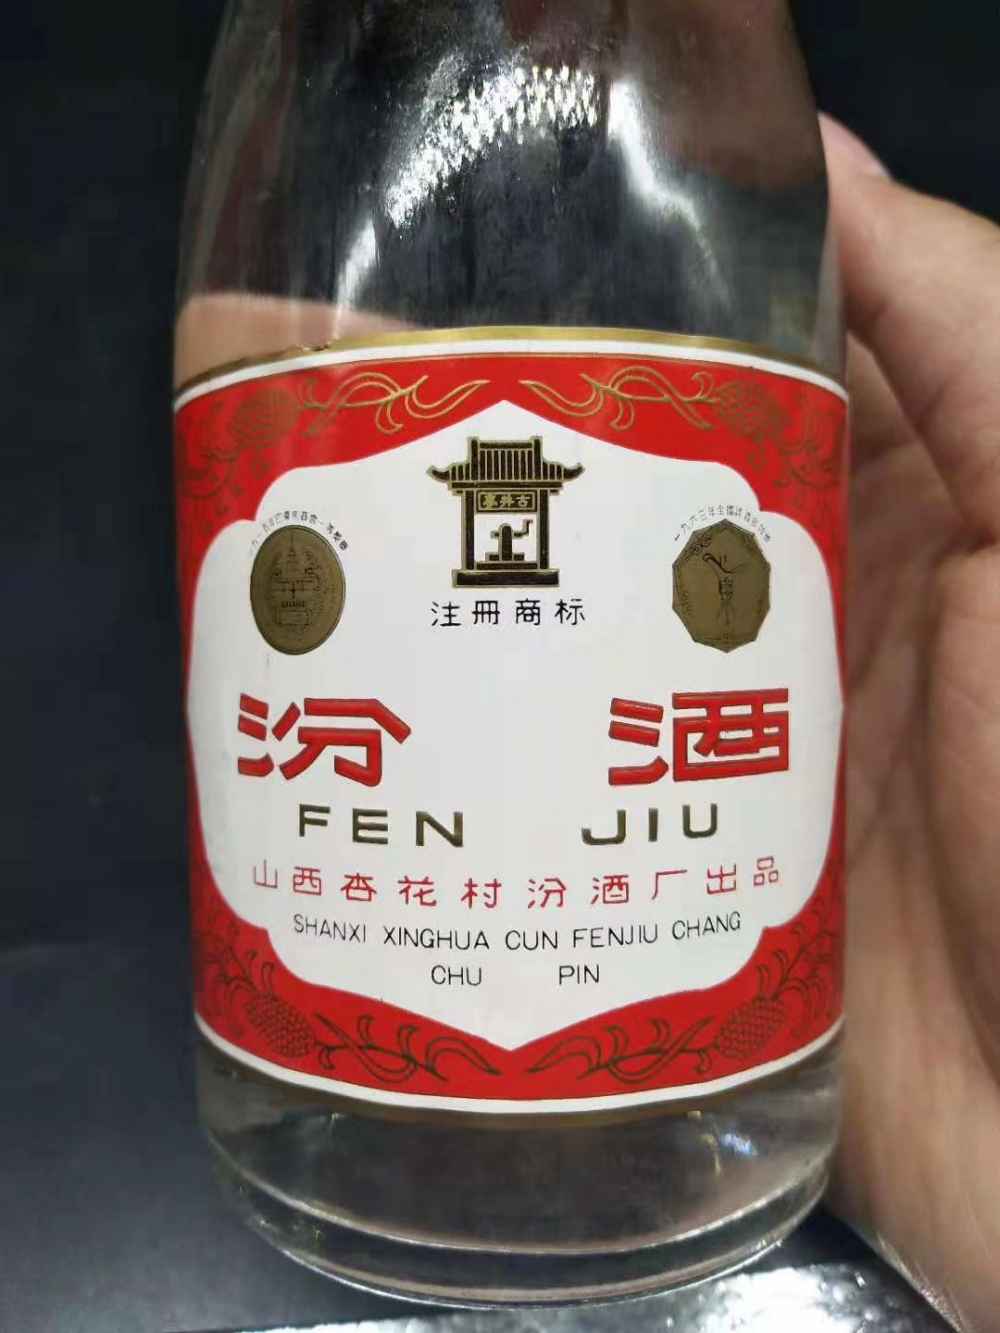 古井亭
注册商标
汾酒
FEN JIU
山西杏花村汾酒厂出品
SHANXI XINGHUA CUN FENJIU CHANG
CHU PIN